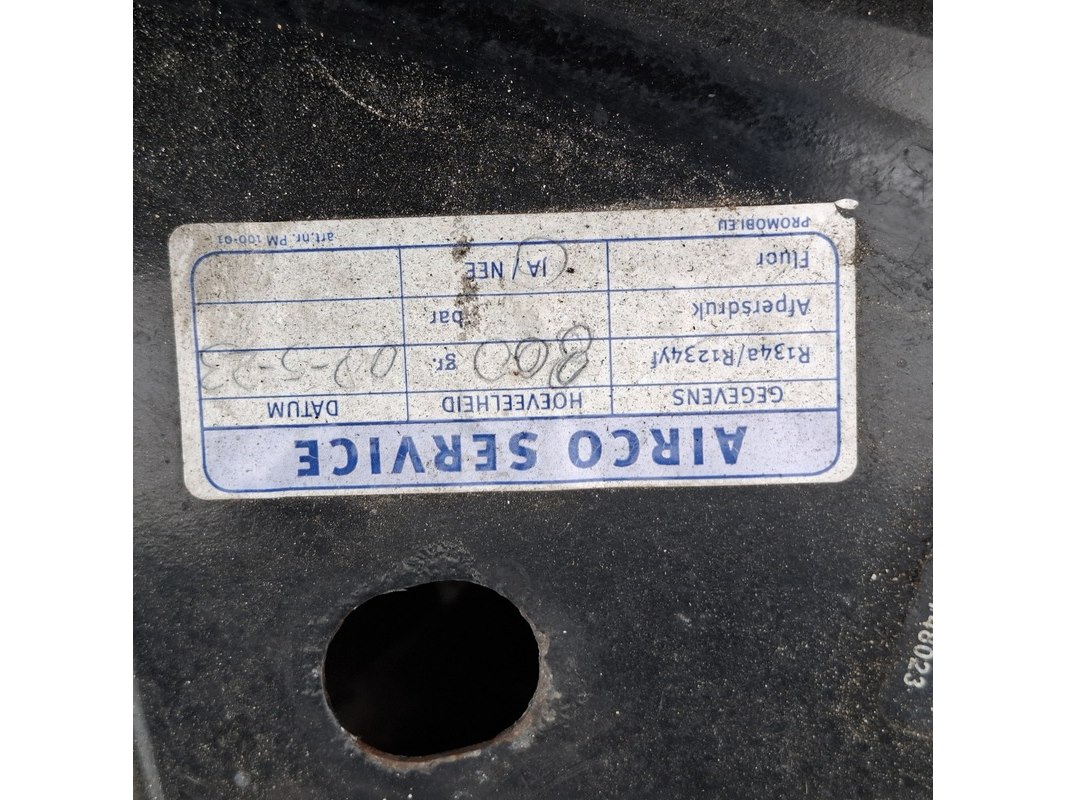 AIRCO SERVICE
GEGEVENS HOEVEELHEID DATUM
R134a/R1234yf 800 gr. 02-5-23
Afpersdruk bar
Fluor JA / NEE
PROMOBI.EU art.nr. PM 100-01
48023